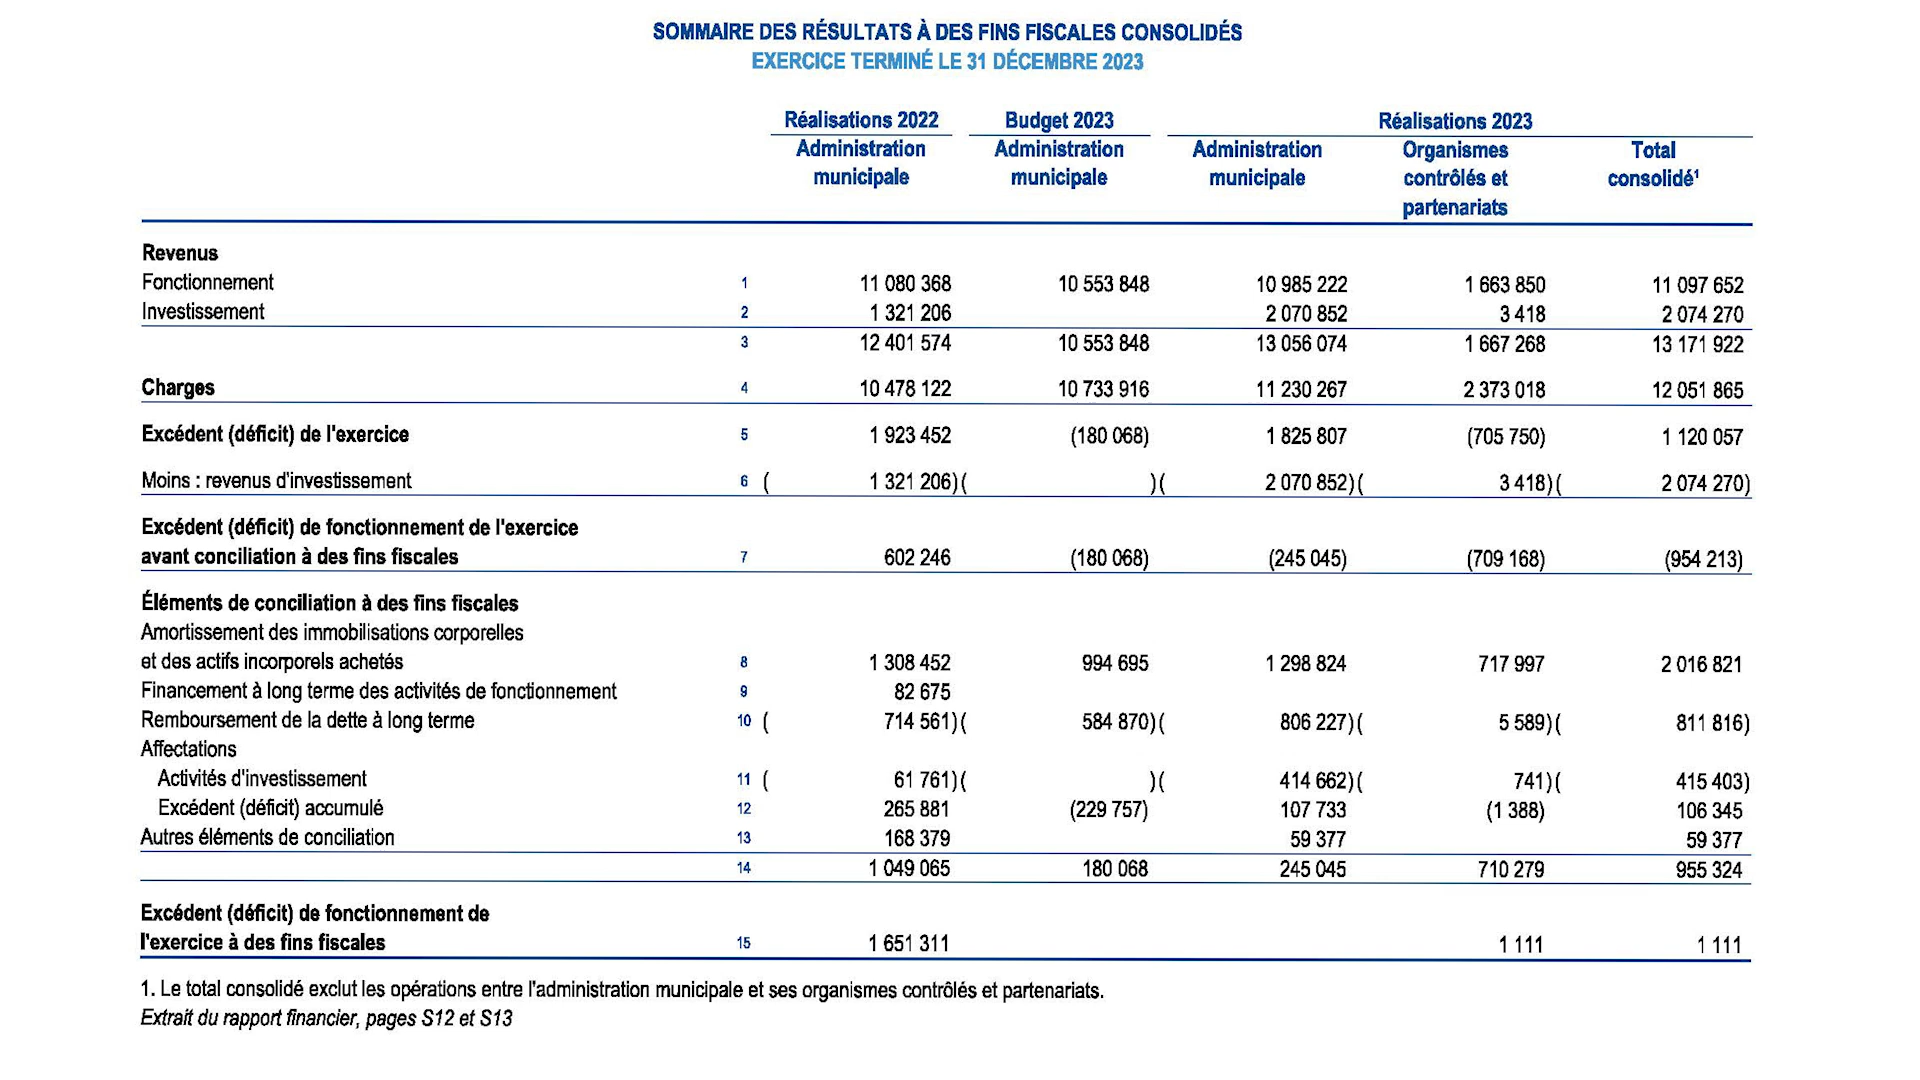 SOMMAIRE DES RÉSULTATS À DES FINS FISCALES CONSOLIDÉS
EXERCICE TERMINÉ LE 31 DÉCEMBRE 2023
Réalisations 2022 Budget 2023 Réalisations 2023
Administration Administration Administration Organismes Total
municipale municipale municipale contrôlés et consolidé¹
partenariats
Revenus
Fonctionnement 1 11 080 368 10 553 848 10 985 222 1 663 850 11 097 652
Investissement 2 1 321 206 2 070 852 3 418 2 074 270
3 12 401 574 10 553 848 13 056 074 1 667 268 13 171 922
Charges 4 10 478 122 10 733 916 11 230 267 2 373 018 12 051 865
Excédent (déficit) de l'exercice 5 1 923 452 (180 068) 1 825 807 (705 750) 1 120 057
Moins : revenus d'investissement 6 ( 1 321 206)( )( 2 070 852)( 3 418)( 2 074 270)
Excédent (déficit) de fonctionnement de l'exercice
avant conciliation à des fins fiscales 7 602 246 (180 068) (245 045) (709 168) (954 213)
Éléments de conciliation à des fins fiscales
Amortissement des immobilisations corporelles
et des actifs incorporels achetés 8 1 308 452 994 695 1 298 824 717 997 2 016 821
Financement à long terme des activités de fonctionnement 9 82 675
Remboursement de la dette à long terme 10 ( 714 561)( 584 870)( 806 227)( 5 589)( 811 816)
Affectations
Activités d'investissement 11 ( 61 761)( )( 414 662)( 741)( 415 403)
Excédent (déficit) accumulé 12 265 881 (229 757) 107 733 (1 388) 106 345
Autres éléments de conciliation 13 168 379 59 377 59 377
14 1 049 065 180 068 245 045 710 279 955 324
Excédent (déficit) de fonctionnement de
l'exercice à des fins fiscales 15 1 651 311 1 111 1 111
1. Le total consolidé exclut les opérations entre l'administration municipale et ses organismes contrôlés et partenariats.
Extrait du rapport financier, pages S12 et S13